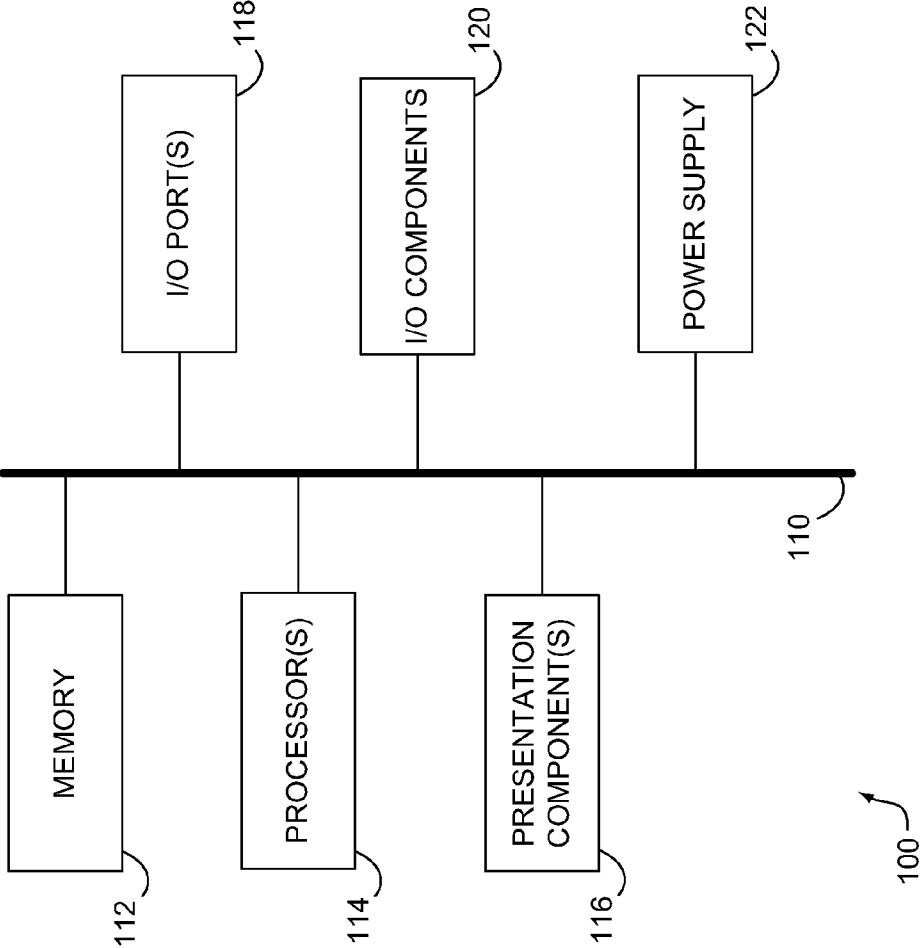 MEMORY
112
I/O PORT(S)
118
PROCESSOR(S)
114
I/O COMPONENTS
120
PRESENTATION
COMPONENT(S)
116
POWER SUPPLY
122
110
100